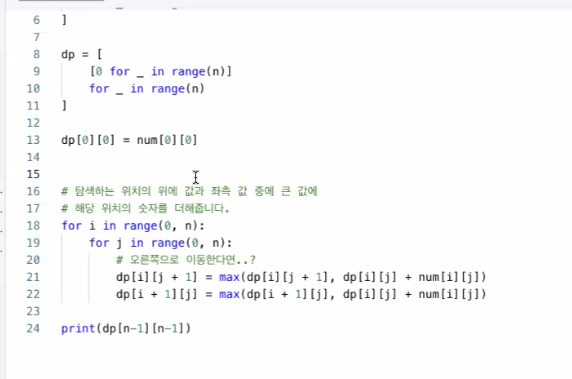 6 ]
7
8 dp = [
9 [0 for _ in range(n)]
10 for _ in range(n)
11 ]
12
13 dp[0][0] = num[0][0]
14
15
16 # 탐색하는 위치의 위에 값과 좌측 값 중에 큰 값에
17 # 해당 위치의 숫자를 더해줍니다.
18 for i in range(0, n):
19 for j in range(0, n):
20 # 오른쪽으로 이동한다면..?
21 dp[i][j + 1] = max(dp[i][j + 1], dp[i][j] + num[i][j])
22 dp[i + 1][j] = max(dp[i + 1][j], dp[i][j] + num[i][j])
23
24 print(dp[n-1][n-1])